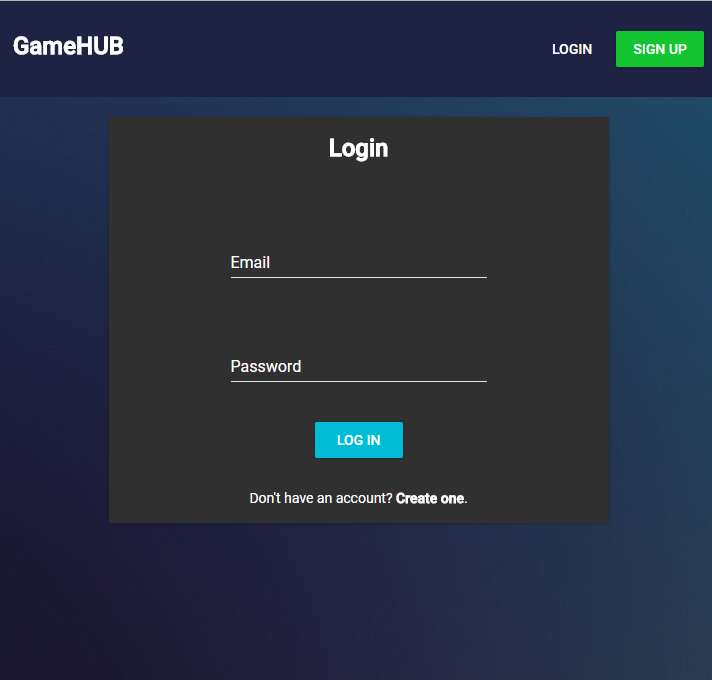 GameHUB
LOGIN
SIGN UP
Login
Email
Password
LOG IN
Don't have an account? Create one.